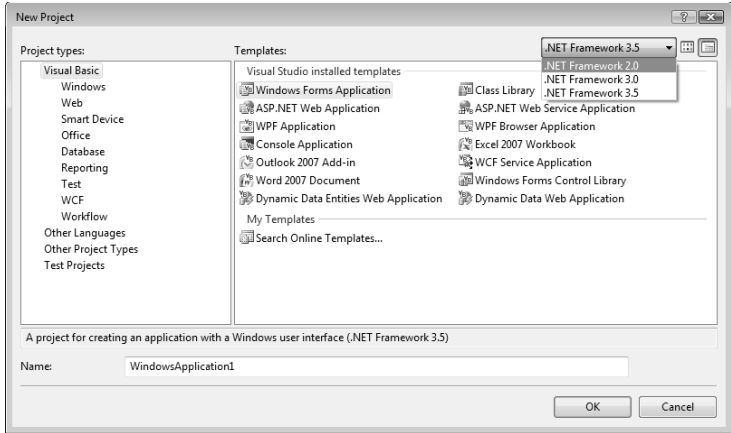 New Project
Project types:
Templates:
.NET Framework 3.5
.NET Framework 2.0
.NET Framework 3.0
.NET Framework 3.5
Visual Basic
Windows
Web
Smart Device
Office
Database
Reporting
Test
WCF
Workflow
Other Languages
Other Project Types
Test Projects
Visual Studio installed templates
Windows Forms Application
ASP.NET Web Application
WPF Application
Console Application
Outlook 2007 Add-in
Word 2007 Document
Dynamic Data Entities Web Application
Class Library
ASP.NET Web Service Application
WPF Browser Application
Excel 2007 Workbook
WCF Service Application
Windows Forms Control Library
Dynamic Data Web Application
My Templates
Search Online Templates...
A project for creating an application with a Windows user interface (.NET Framework 3.5)
Name:
WindowsApplication1
OK
Cancel